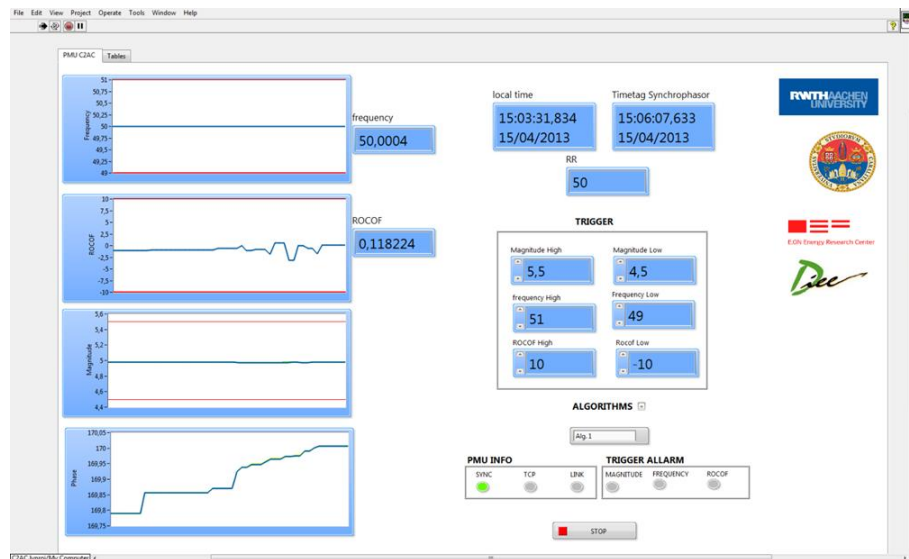 File Edit View Project Operate Tools Window Help
PMU C2AC Tables
Frequency
51-
50,75-
50,5-
50,25-
50-
49,75-
49,5-
49,25-
49-
frequency
50,0004
ROCOF
10-
7,5-
5-
2,5-
0-
-2,5-
-5-
-7,5-
-10-
ROCOF
0,118224
Magnitude
5,6-
5,4-
5,2-
5-
4,8-
4,6-
4,4-
Phase
170,05-
170-
169,95-
169,9-
169,85-
169,8-
169,75-
local time
15:03:31,834
15/04/2013
Timetag Synchrophasor
15:06:07,633
15/04/2013
RR
50
TRIGGER
Magnitude High Magnitude Low
5,5 4,5
frequency High Frequency Low
51 49
ROCOF High Rocof Low
10 -10
ALGORITHMS
Alg. 1
PMU INFO TRIGGER ALLARM
SYNC TCP LINK MAGNITUDE FREQUENCY ROCOF
STOP
RWTHAACHEN
UNIVERSITY
E.ON Energy Research Center
Diee
C2AC.lvproj/My Computer